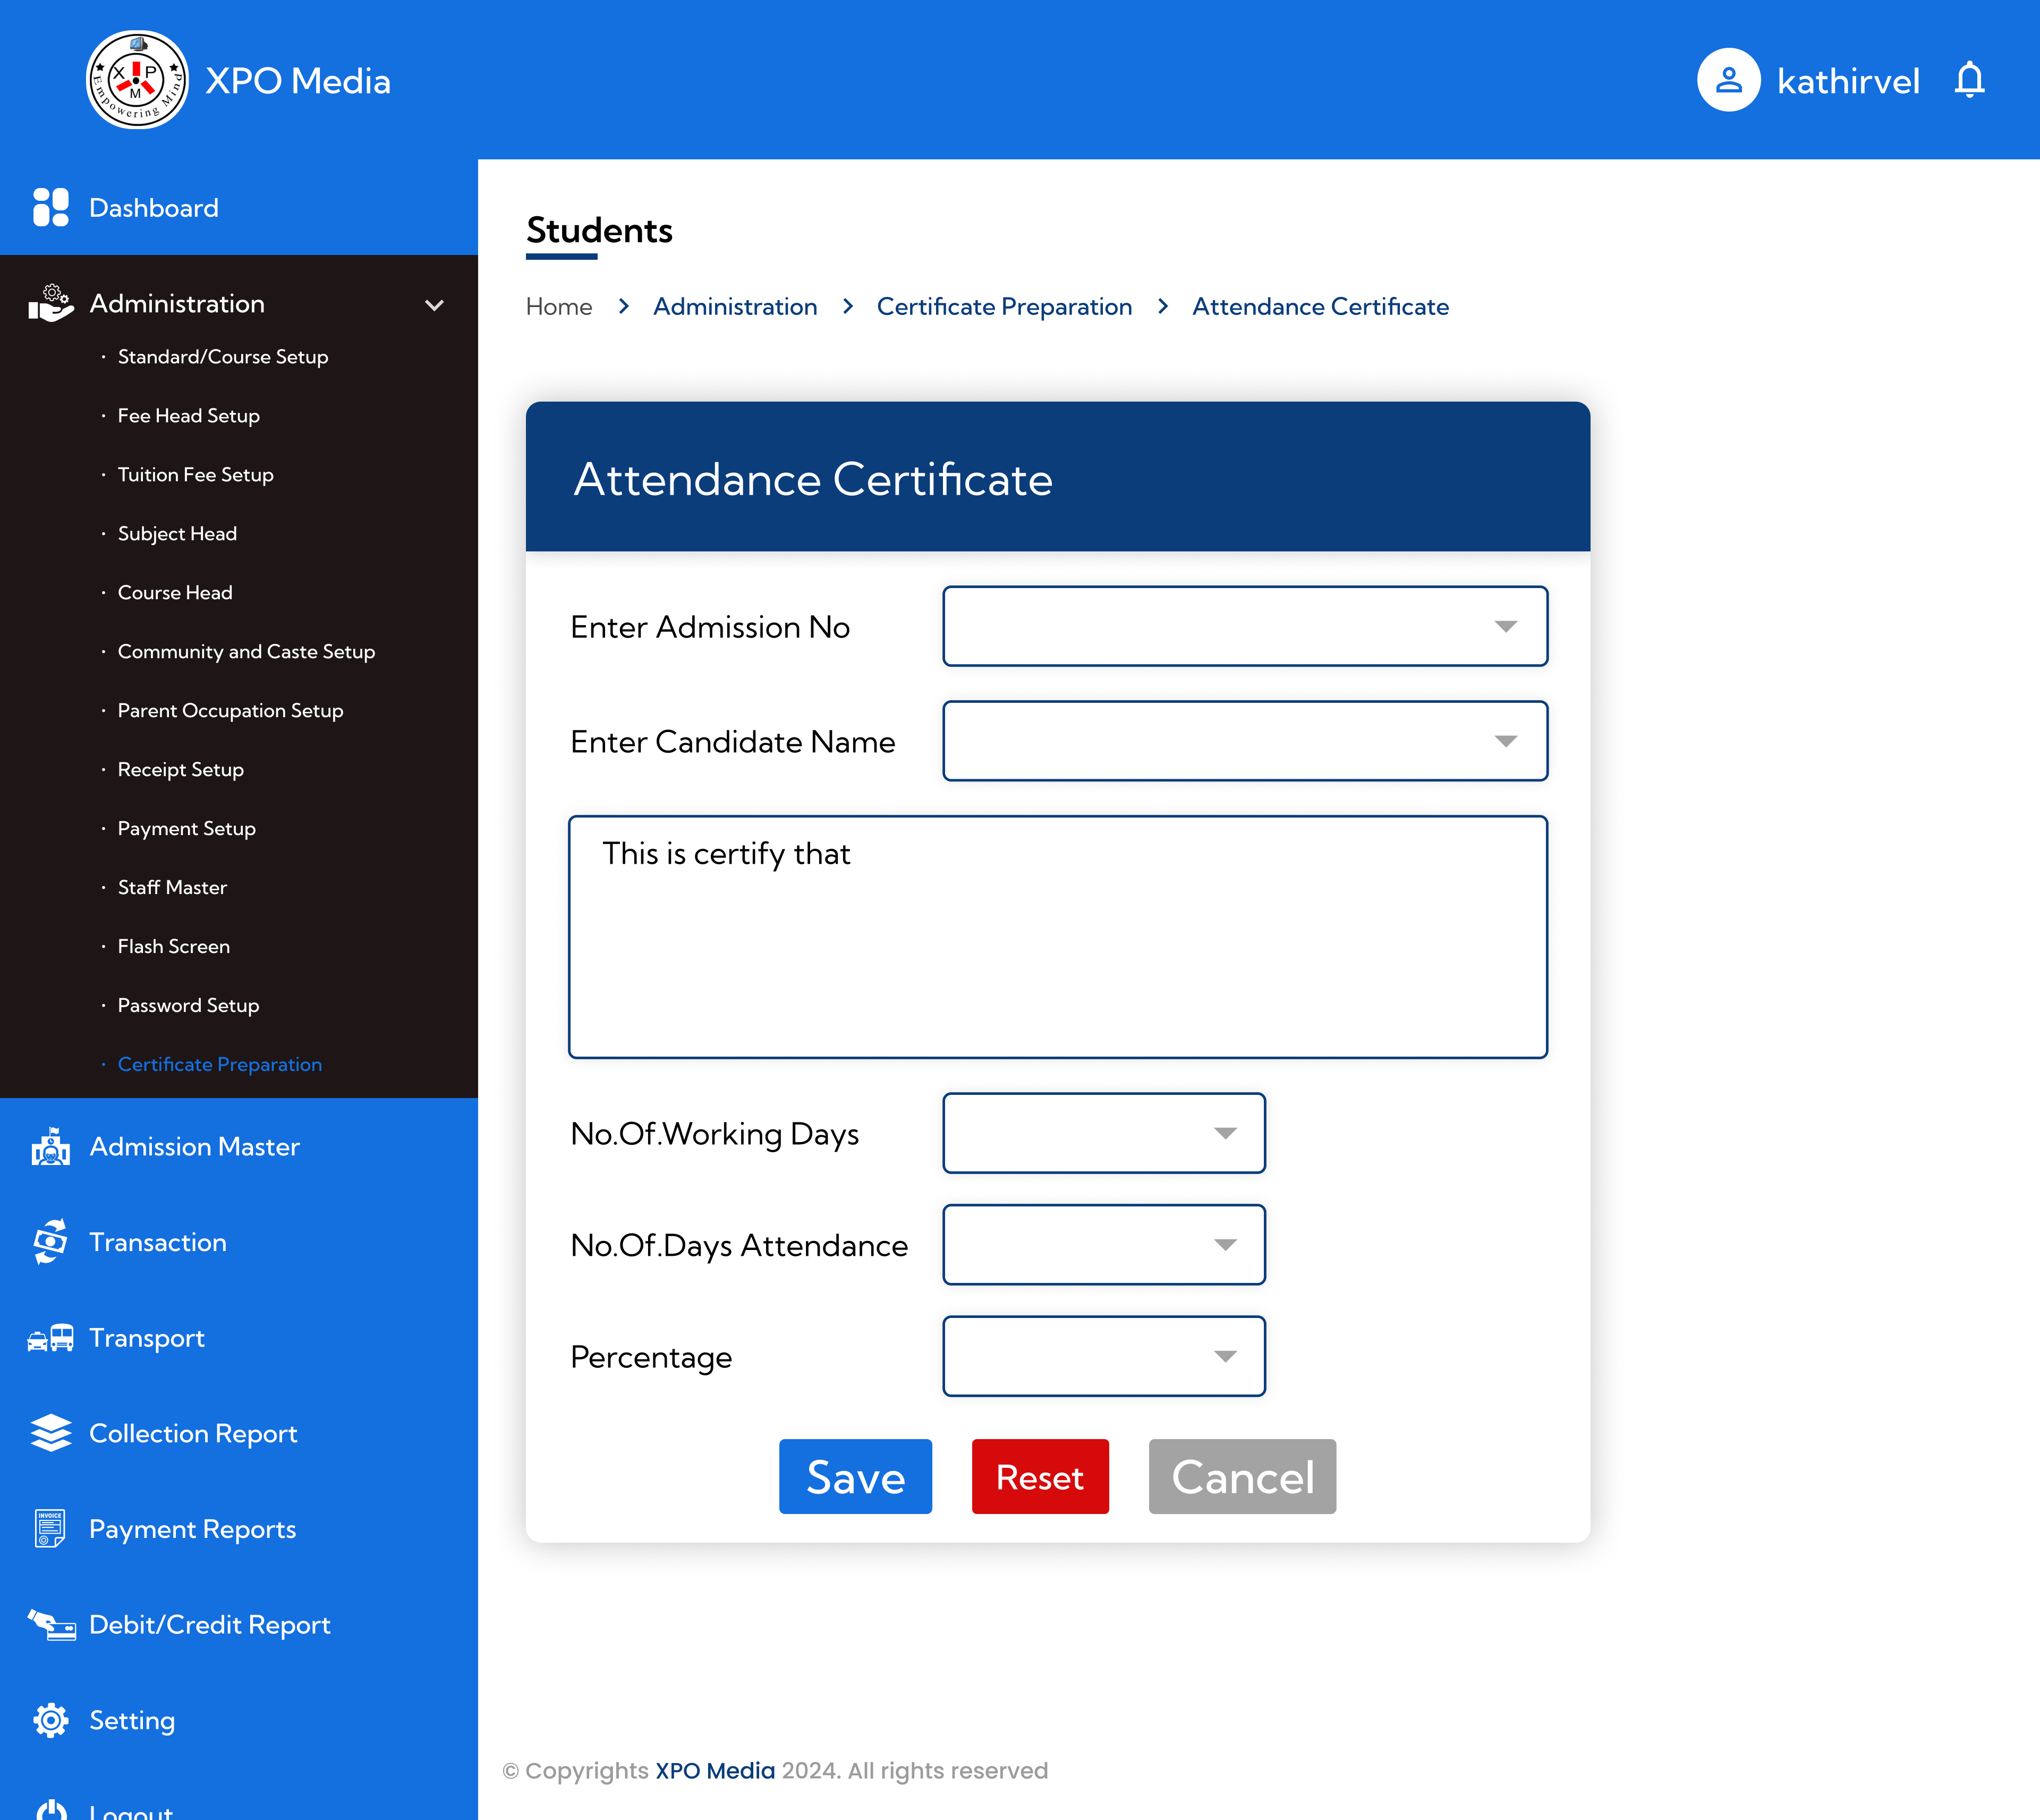 X P M
Empowering Mind
XPO Media
kathirvel
Dashboard
Administration
· Standard/Course Setup
· Fee Head Setup
· Tuition Fee Setup
· Subject Head
· Course Head
· Community and Caste Setup
· Parent Occupation Setup
· Receipt Setup
· Payment Setup
· Staff Master
· Flash Screen
· Password Setup
· Certificate Preparation
Admission Master
Transaction
Transport
Collection Report
INVOICE
Payment Reports
Debit/Credit Report
Setting
Logout
Students
Home > Administration > Certificate Preparation > Attendance Certificate
Attendance Certificate
Enter Admission No
Enter Candidate Name
This is certify that
No.Of.Working Days
No.Of.Days Attendance
Percentage
Save Reset Cancel
© Copyrights XPO Media 2024. All rights reserved